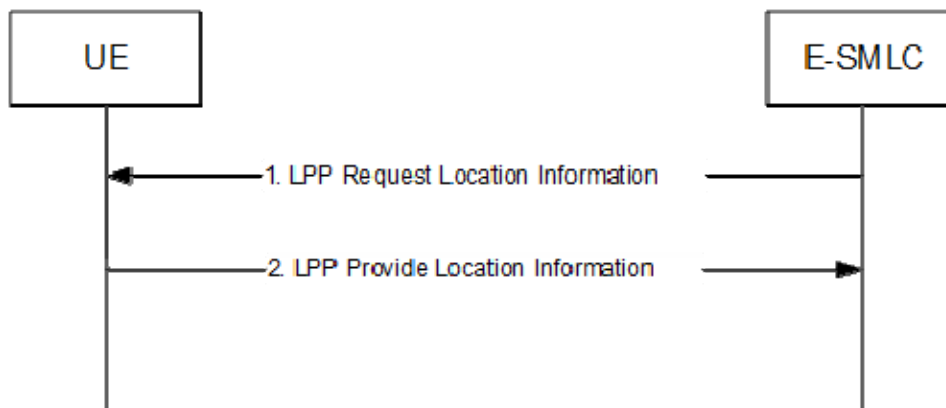 UE
E-SMLC
1. LPP Request Location Information
2. LPP Provide Location Information